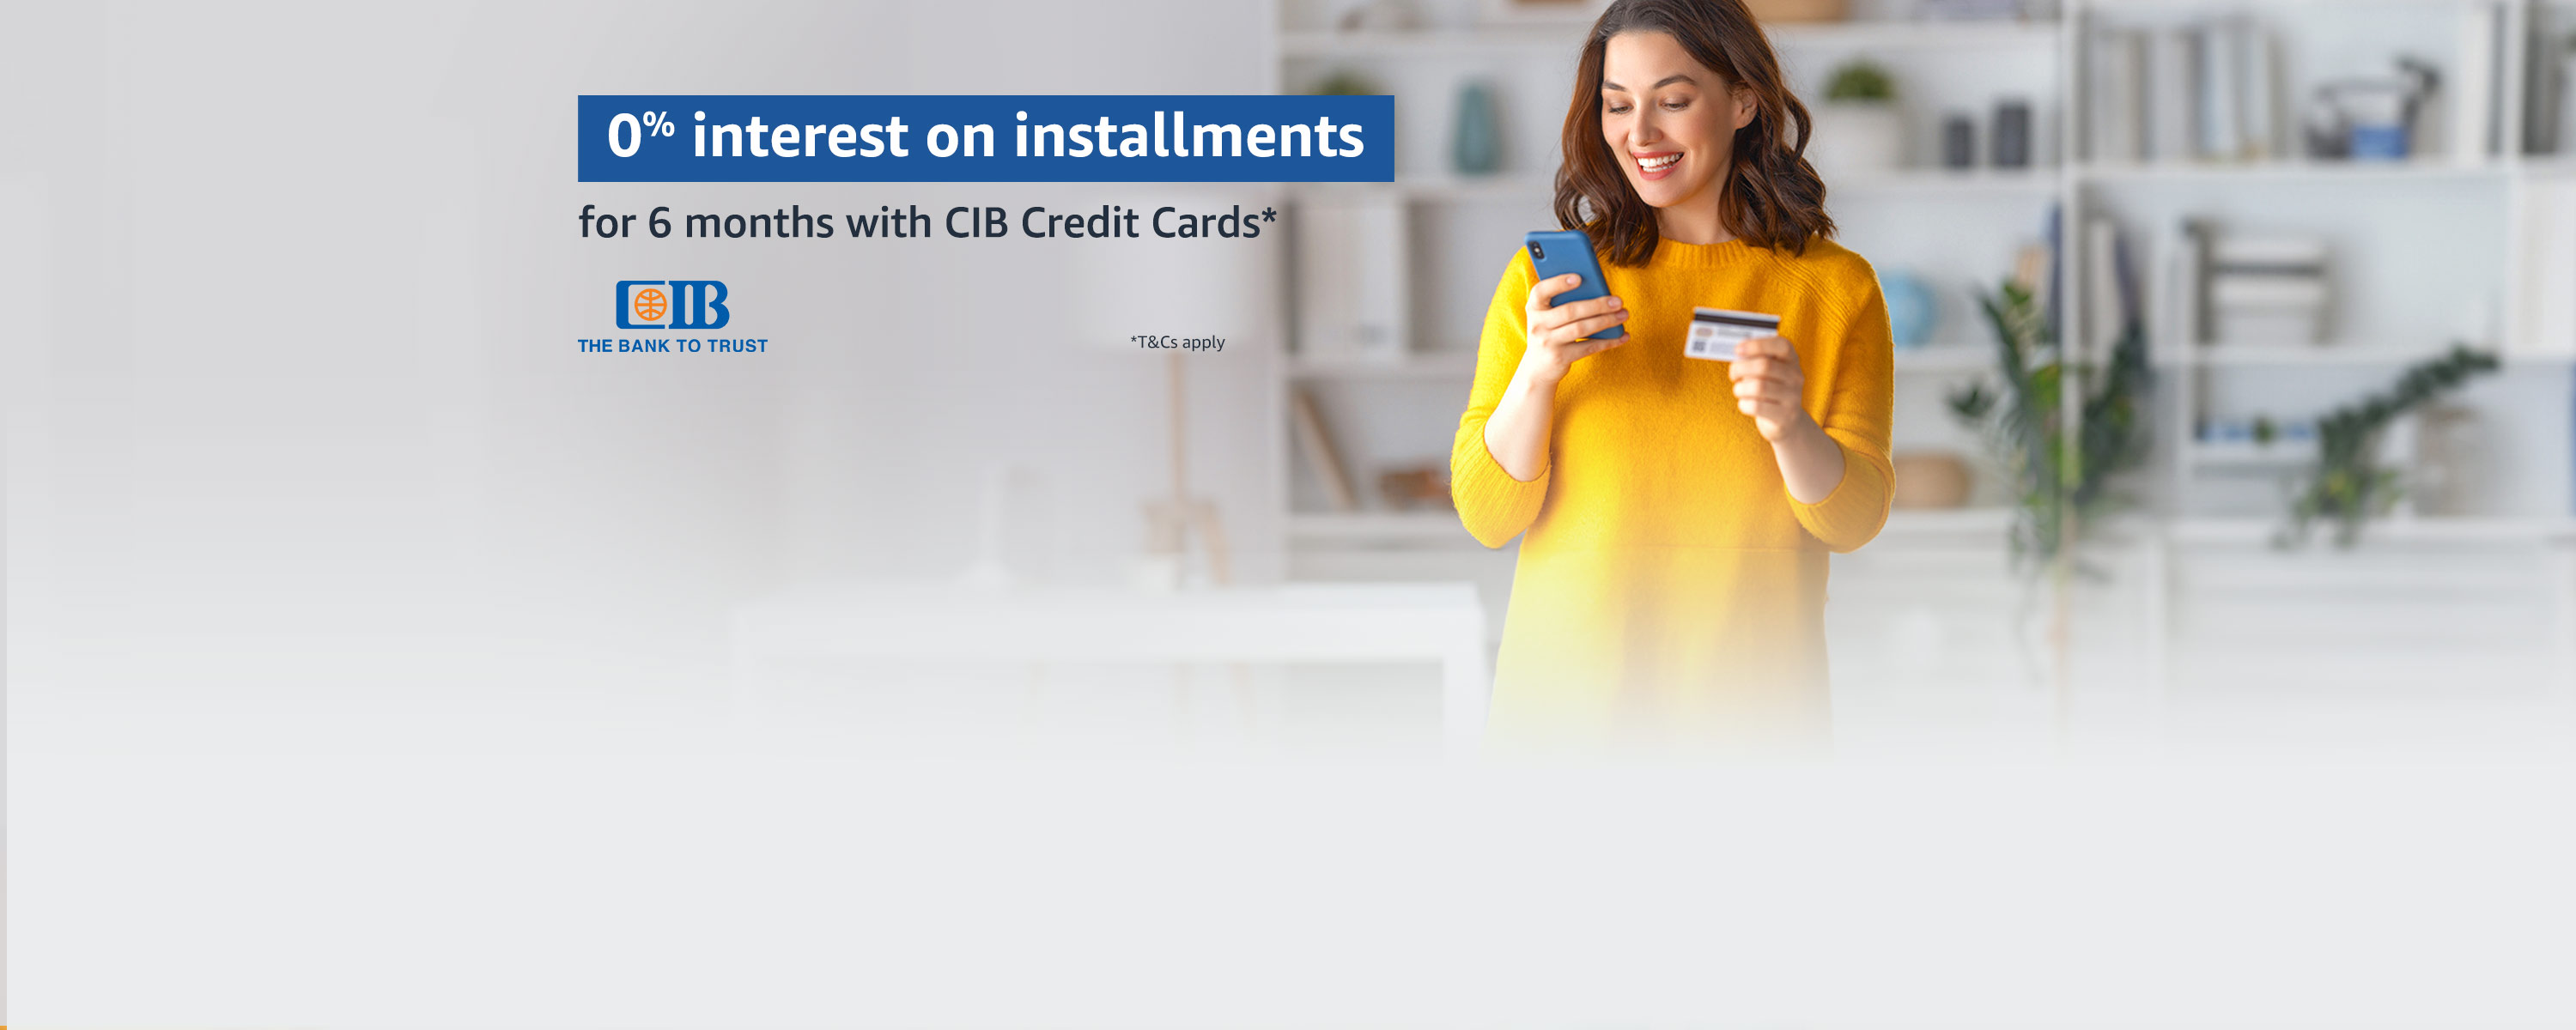 0% interest on installments
for 6 months with CIB Credit Cards*
CIB
THE BANK TO TRUST
*T&Cs apply